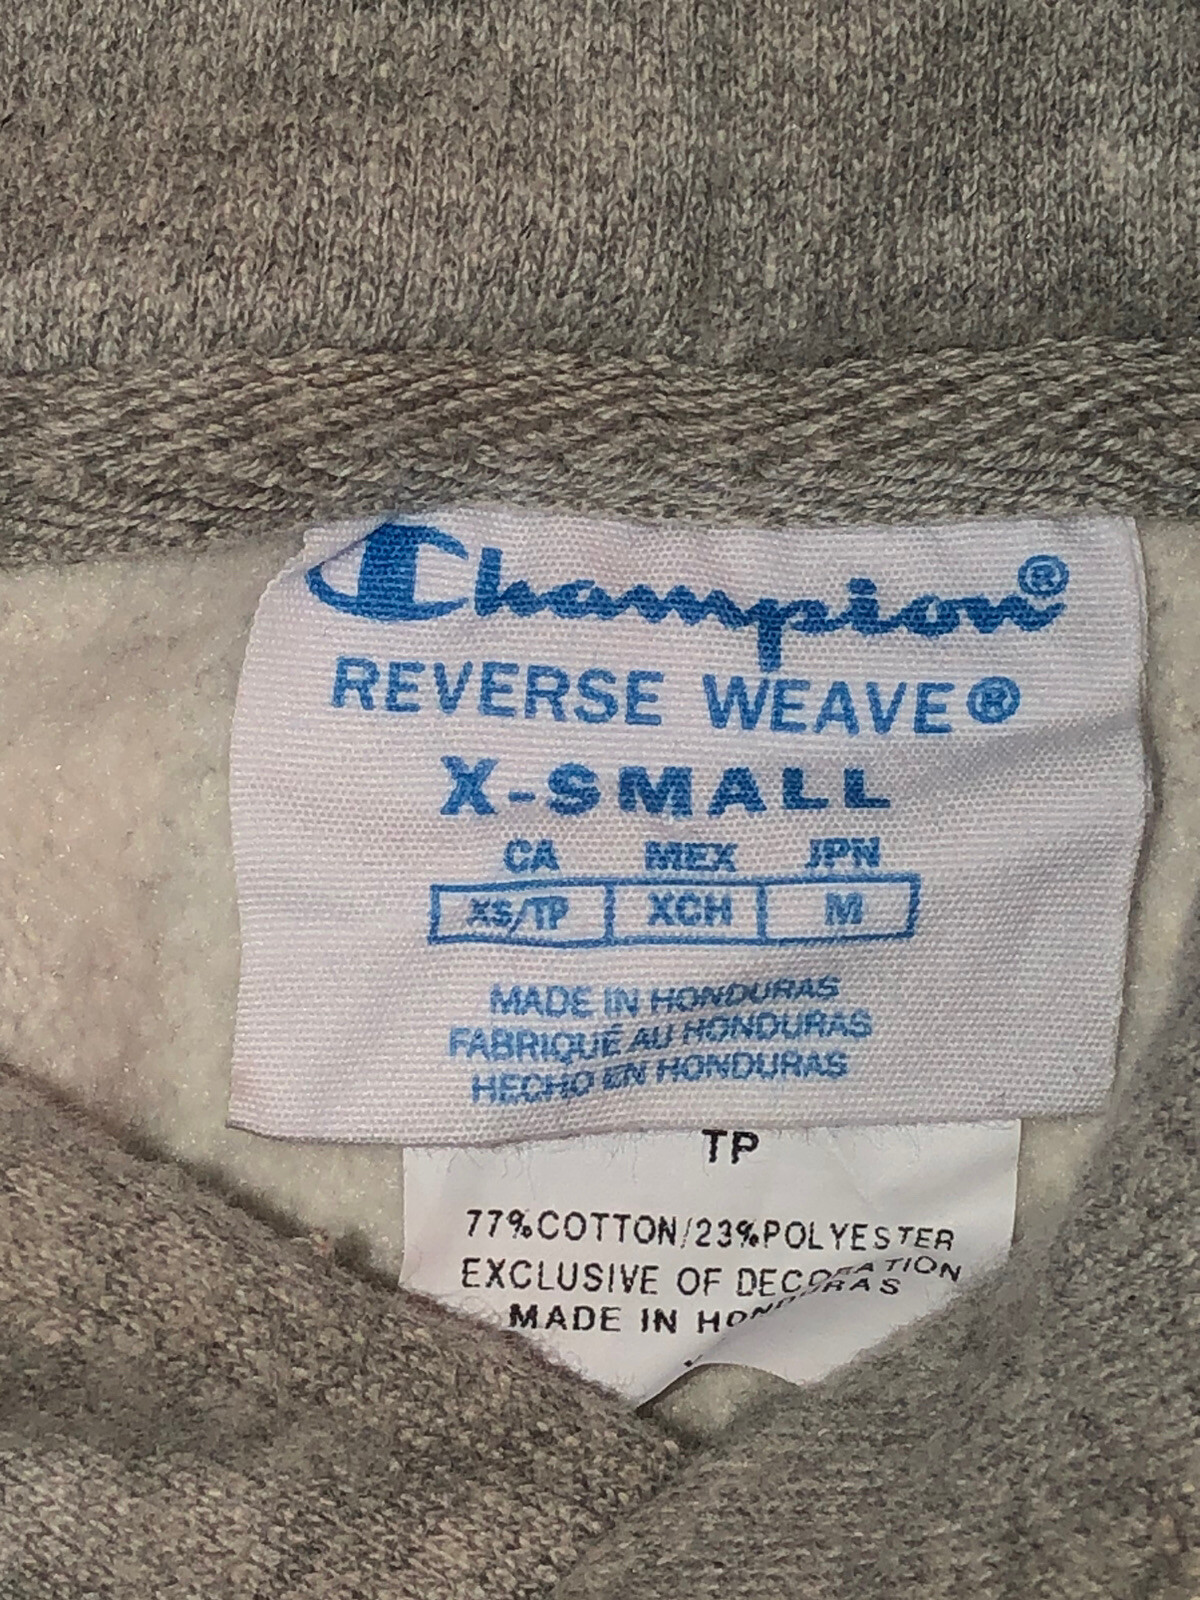 Champion®
REVERSE WEAVE®
X-SMALL
CA MEX JPN
XS/TP XCH M
MADE IN HONDURAS
FABRIQUÉ AU HONDURAS
HECHO EN HONDURAS
TP
77%COTTON/23%POLYESTER
EXCLUSIVE OF DECORATION
MADE IN HONDURAS